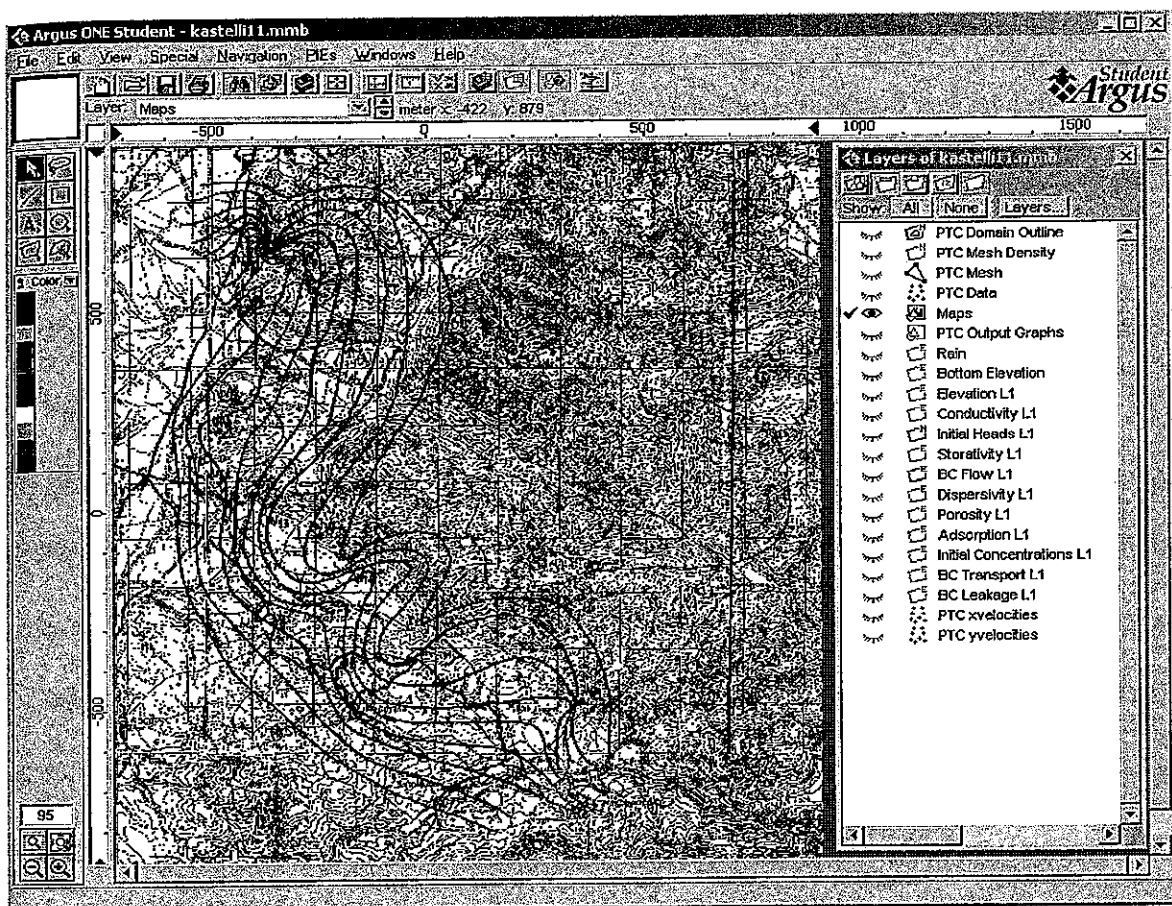 Argus ONE Student - kastelli11.mmb
File Edit View Special Navigation PIEs Windows Help
Student
Argus
Layer: Maps meter x: -422 y: 879
-500 0 500 1000 1500
Layers of kastelli11.mmb
Show: All None Layers...
PTC Domain Outline
PTC Mesh Density
PTC Mesh
PTC Data
Maps
PTC Output Graphs
Rain
Bottom Elevation
Elevation L1
Conductivity L1
Initial Heads L1
Storativity L1
BC Flow L1
Dispersivity L1
Porosity L1
Adsorption L1
Initial Concentrations L1
BC Transport L1
BC Leakage L1
PTC xvelocities
PTC yvelocities
Color
500
0
-500
95